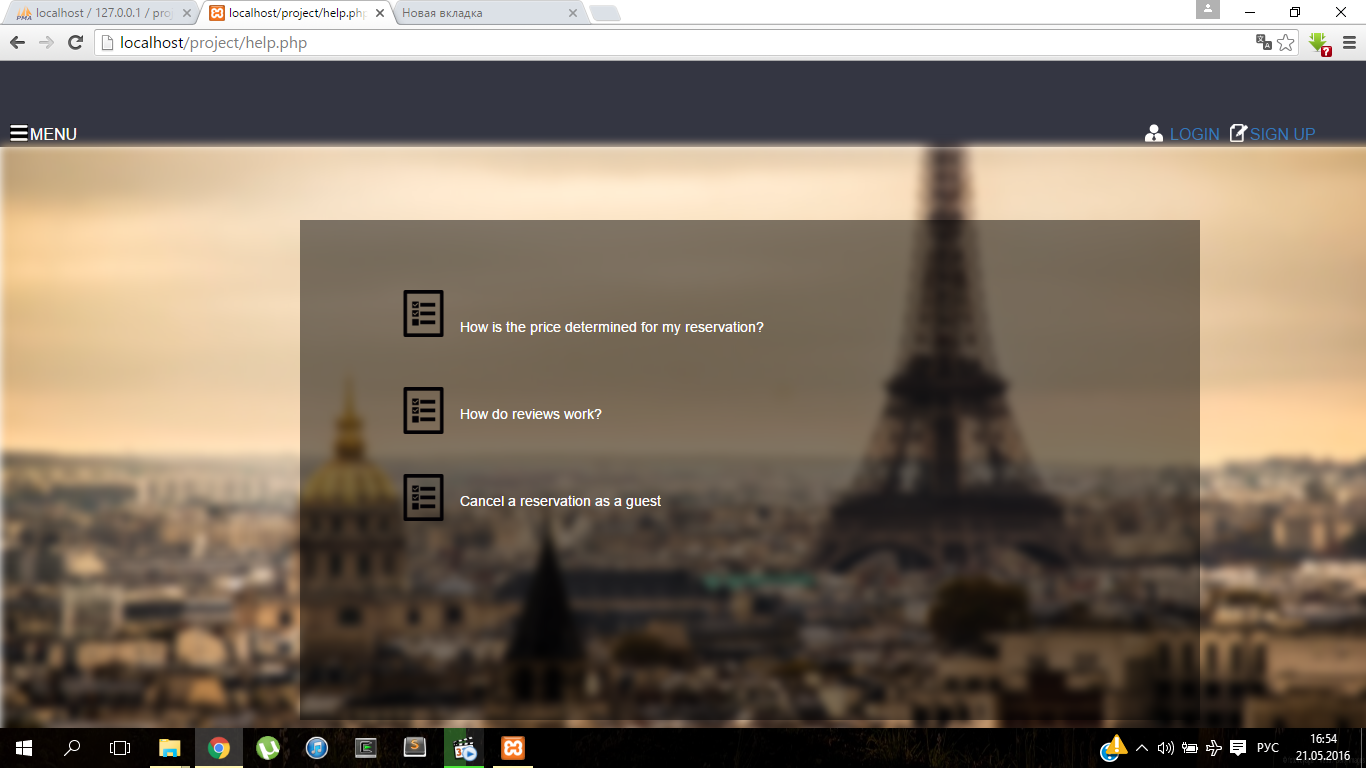 localhost / 127.0.0.1 / proj
localhost/project/help.php
Новая вкладка
localhost/project/help.php
MENU
LOGIN
SIGN UP
How is the price determined for my reservation?
How do reviews work?
Cancel a reservation as a guest
РУС
16:54
21.05.2016